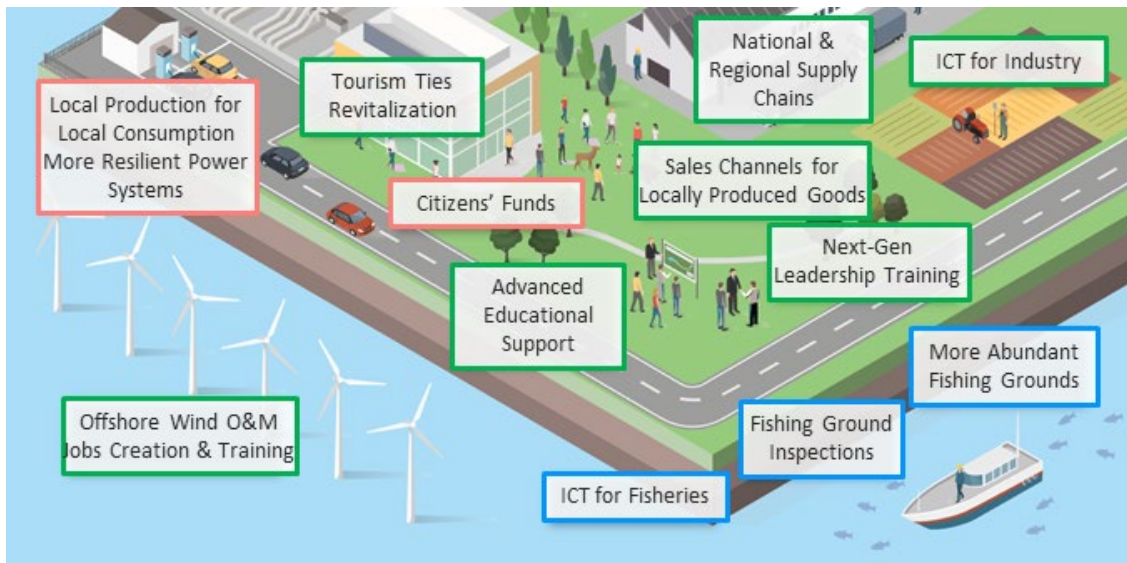 National &
Regional Supply
Chains
ICT for Industry
Tourism Ties
Revitalization
Local Production for
Local Consumption
More Resilient Power
Systems
Sales Channels for
Locally Produced Goods
Citizens’ Funds
Next-Gen
Leadership Training
Advanced
Educational
Support
More Abundant
Fishing Grounds
Offshore Wind O&M
Jobs Creation & Training
Fishing Ground
Inspections
ICT for Fisheries